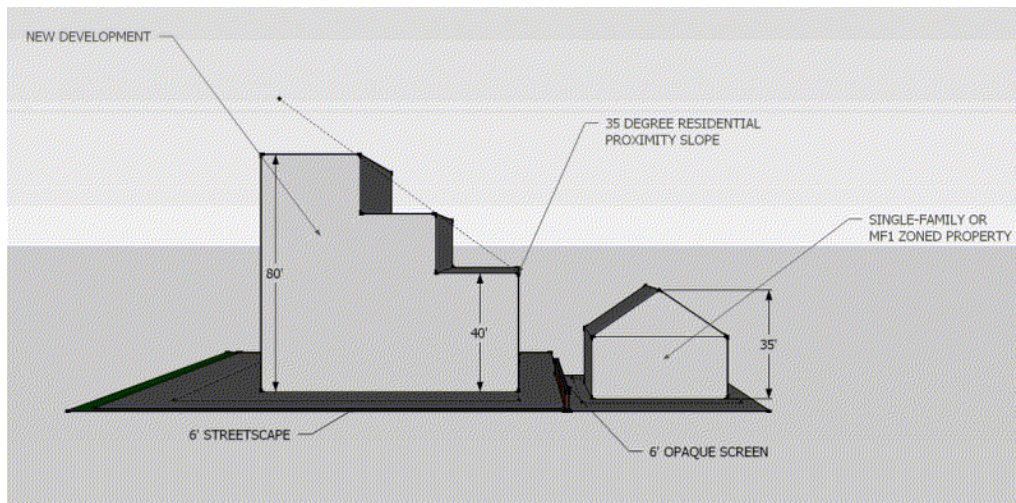 NEW DEVELOPMENT
35 DEGREE RESIDENTIAL
PROXIMITY SLOPE
SINGLE-FAMILY OR
MF1 ZONED PROPERTY
80'
40'
35'
6' STREETSCAPE
6' OPAQUE SCREEN